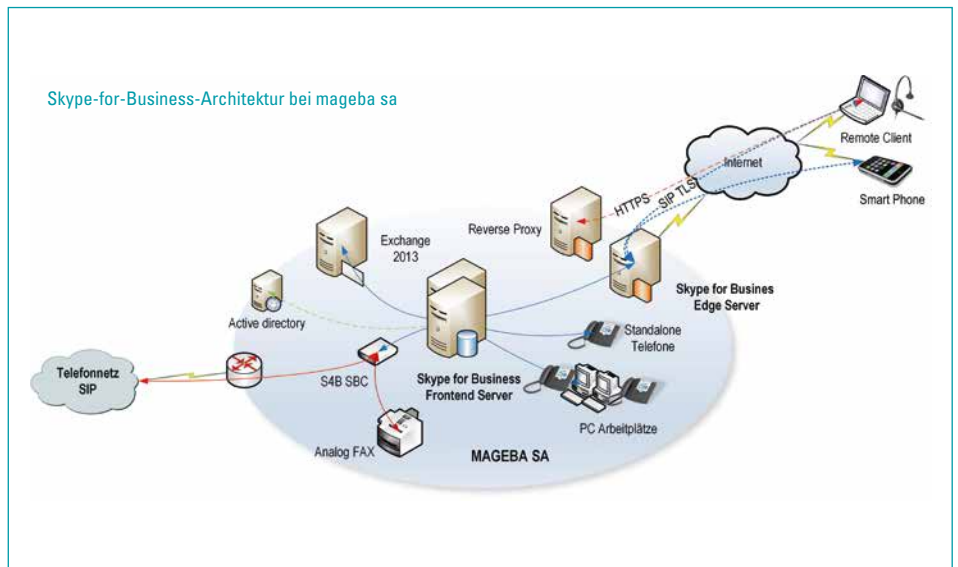 Skype-for-Business-Architektur bei mageba sa
Remote Client
Internet
Smart Phone
HTTPS
SIP TLS
Reverse Proxy
Exchange
2013
Skype for Busines
Edge Server
Active directory
Standalone
Telefone
Telefonnetz
SIP
S4B SBC
Skype for Business
Frontend Server
PC Arbeitplätze
Analog FAX
MAGEBA SA